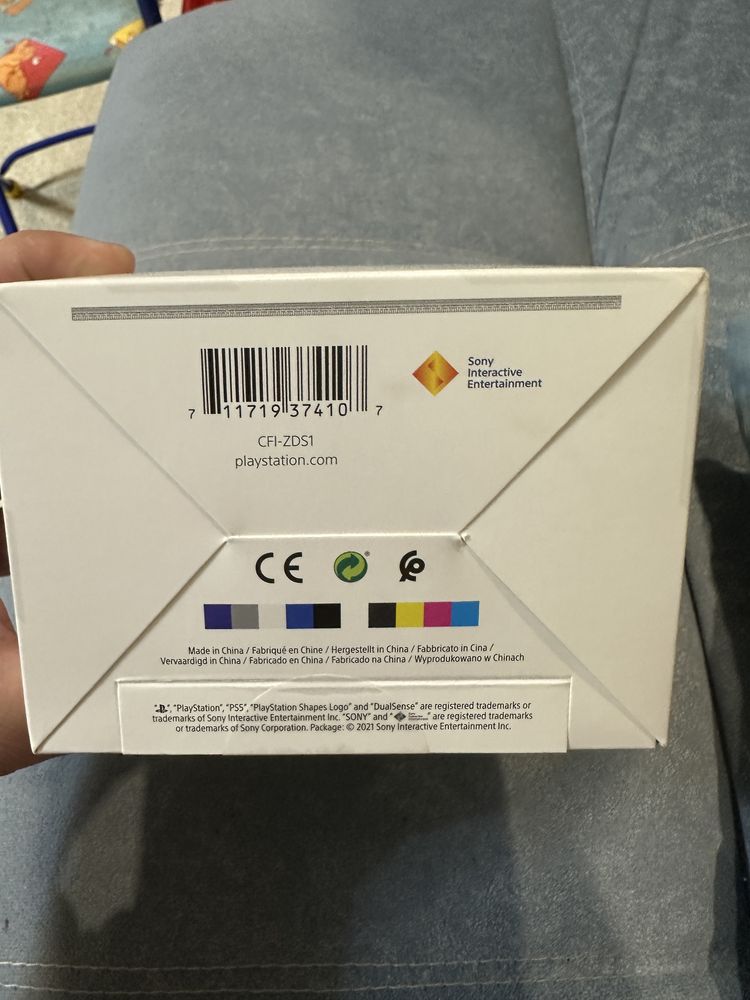 7 11719 37410 7
Sony
Interactive
Entertainment
CFI-ZDS1
playstation.com
CE
Made in China / Fabriqué en Chine / Hergestellt in China / Fabbricato in Cina /
Vervaardigd in China / Fabricado en China / Fabricado na China / Wyprodukowano w Chinach
", "PlayStation", "PS5", "PlayStation Shapes Logo" and "DualSense" are registered trademarks or
trademarks of Sony Interactive Entertainment Inc. "SONY" and " " are registered trademarks
or trademarks of Sony Corporation. Package: © 2021 Sony Interactive Entertainment Inc.